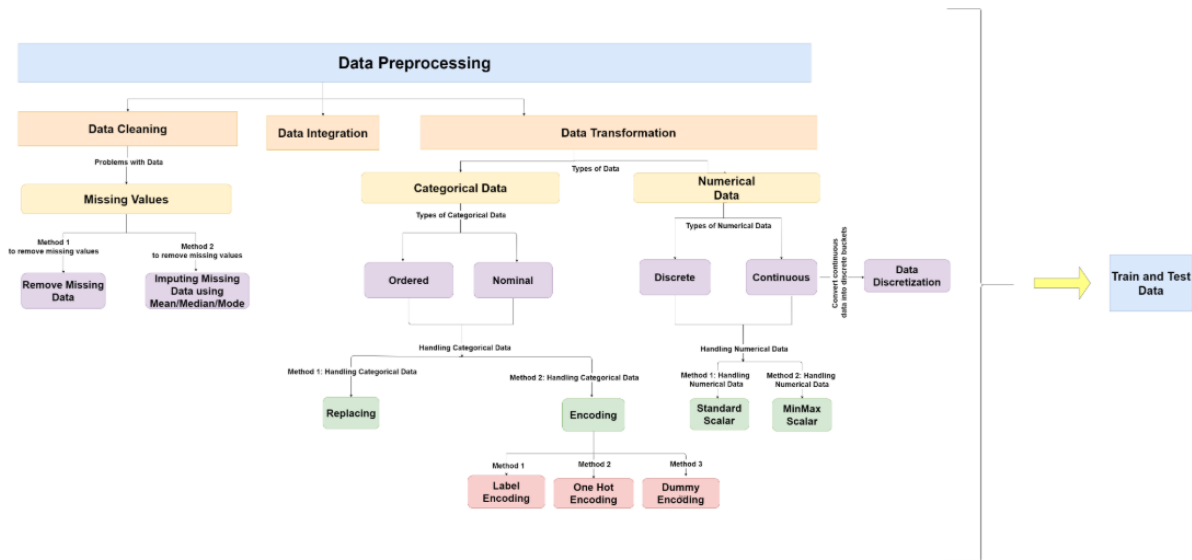 Data Preprocessing
Data Cleaning
Data Integration
Data Transformation
Problems with Data
Types of Data
Missing Values
Categorical Data
Numerical
Data
Types of Categorical Data
Types of Numerical Data
Method 1
to remove missing values
Method 2
to remove missing values
Remove Missing
Data
Imputing Missing
Data using
Mean/Median/Mode
Ordered
Nominal
Discrete
Continuous
Convert continuous
data into discrete buckets
Data
Discretization
Train and Test
Data
Handling Categorical Data
Handling Numerical Data
Method 1: Handling Categorical Data
Method 2: Handling Categorical Data
Method 1: Handling
Numerical Data
Method 2: Handling
Numerical Data
Replacing
Encoding
Standard
Scalar
MinMax
Scalar
Method 1
Method 2
Method 3
Label
Encoding
One Hot
Encoding
Dummy
Encoding